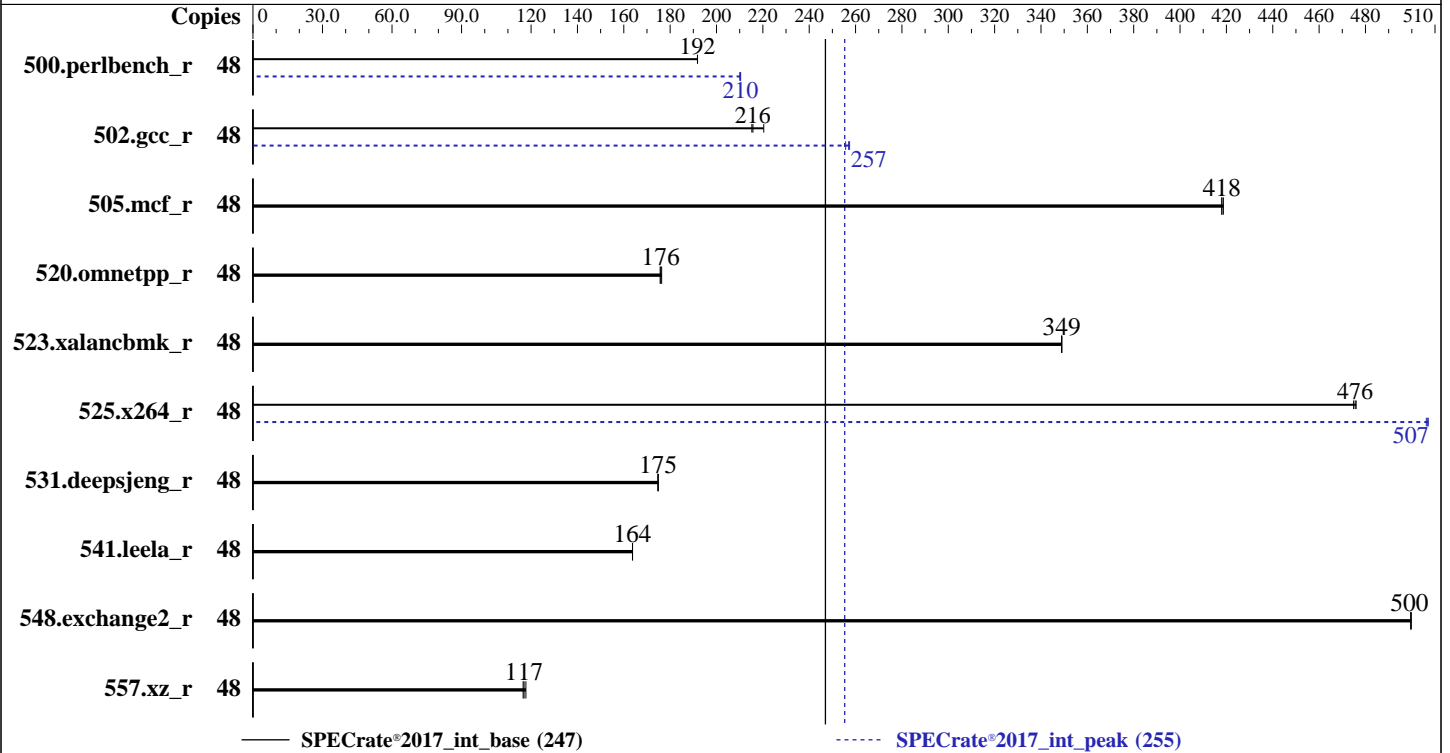 Copies 0 30.0 60.0 90.0 120 140 160 180 200 220 240 260 280 300 320 340 360 380 400 420 440 460 480 510
192
500.perlbench_r 48
210
216
502.gcc_r 48
257
418
505.mcf_r 48
176
520.omnetpp_r 48
349
523.xalancbmk_r 48
476
525.x264_r 48
507
175
531.deepsjeng_r 48
164
541.leela_r 48
500
548.exchange2_r 48
117
557.xz_r 48
SPECrate®2017_int_base (247) SPECrate®2017_int_peak (255)